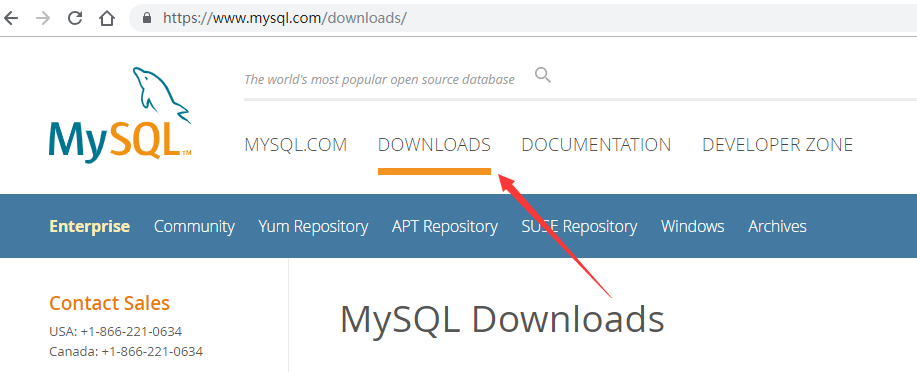 https://www.mysql.com/downloads/
The world's most popular open source database
MySQL™
MYSQL.COM DOWNLOADS DOCUMENTATION DEVELOPER ZONE
Enterprise Community Yum Repository APT Repository SUSE Repository Windows Archives
Contact Sales
USA: +1-866-221-0634
Canada: +1-866-221-0634
MySQL Downloads